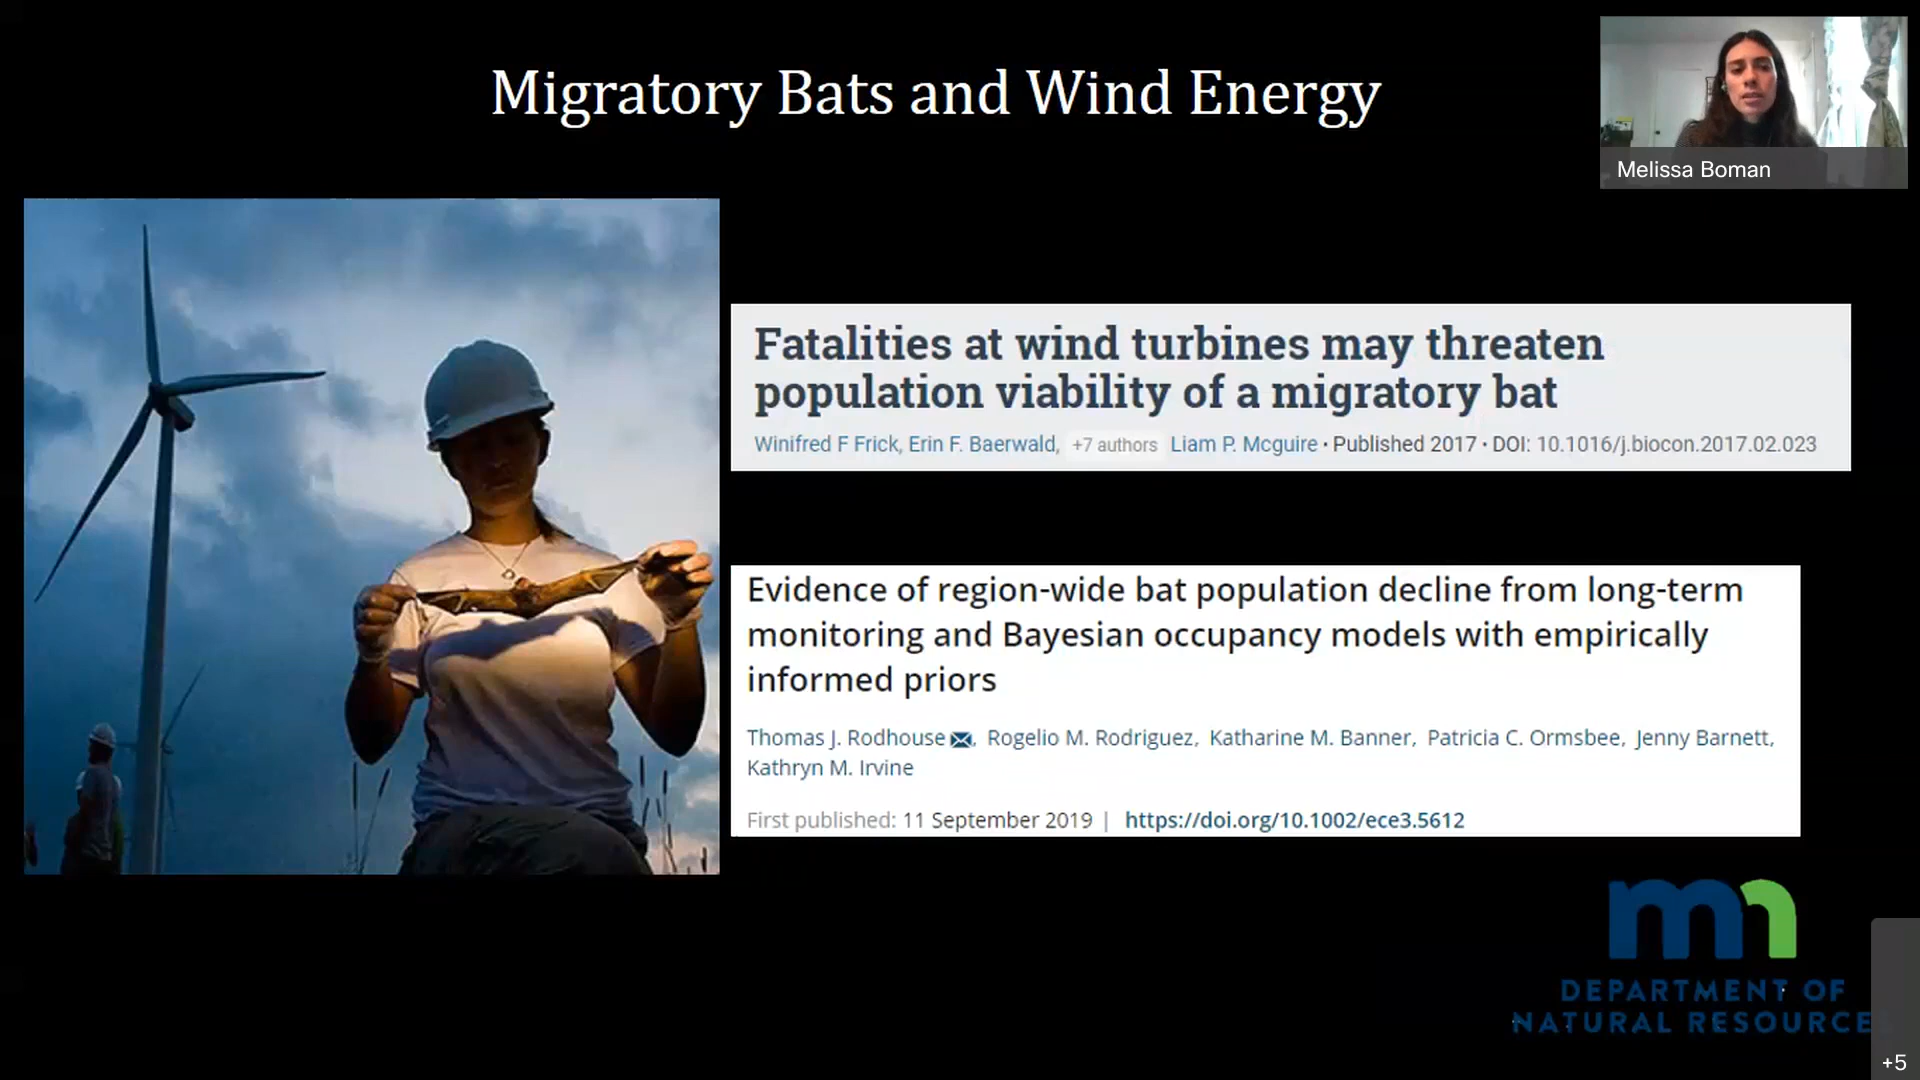 Migratory Bats and Wind Energy
Melissa Boman
Fatalities at wind turbines may threaten
population viability of a migratory bat
Winifred F Frick, Erin F. Baerwald, +7 authors Liam P. Mcguire · Published 2017 · DOI: 10.1016/j.biocon.2017.02.023
Evidence of region-wide bat population decline from long-term
monitoring and Bayesian occupancy models with empirically
informed priors
Thomas J. Rodhouse, Rogelio M. Rodriguez, Katharine M. Banner, Patricia C. Ormsbee, Jenny Barnett,
Kathryn M. Irvine
First published: 11 September 2019 | https://doi.org/10.1002/ece3.5612
mn
DEPARTMENT OF
NATURAL RESOURCES
+5